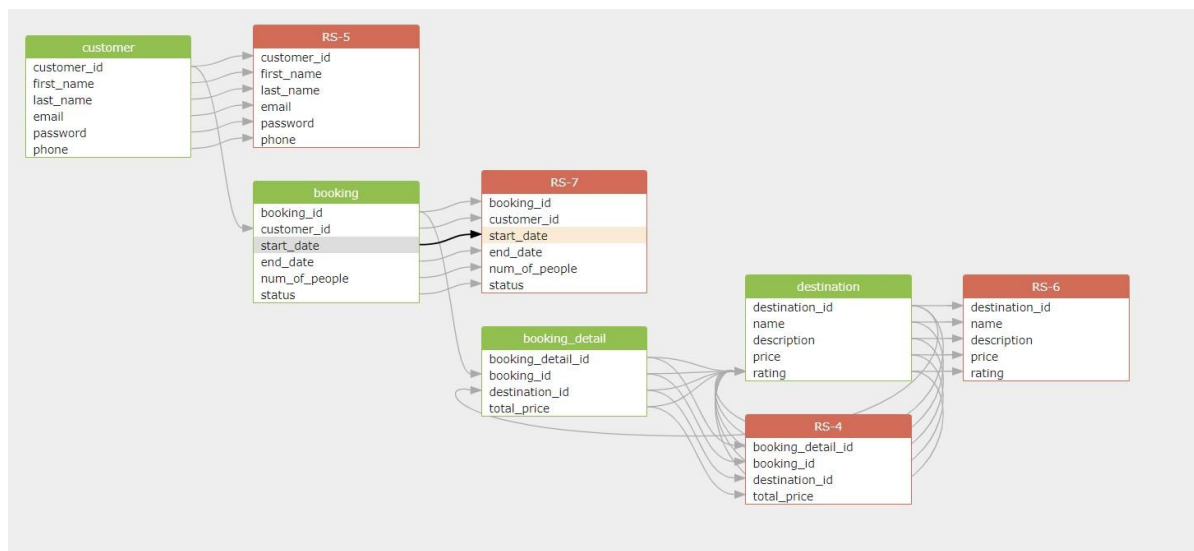 customer
customer_id
first_name
last_name
email
password
phone
RS-5
customer_id
first_name
last_name
email
password
phone
booking
booking_id
customer_id
start_date
end_date
num_of_people
status
RS-7
booking_id
customer_id
start_date
end_date
num_of_people
status
booking_detail
booking_detail_id
booking_id
destination_id
total_price
destination
destination_id
name
description
price
rating
RS-6
destination_id
name
description
price
rating
RS-4
booking_detail_id
booking_id
destination_id
total_price